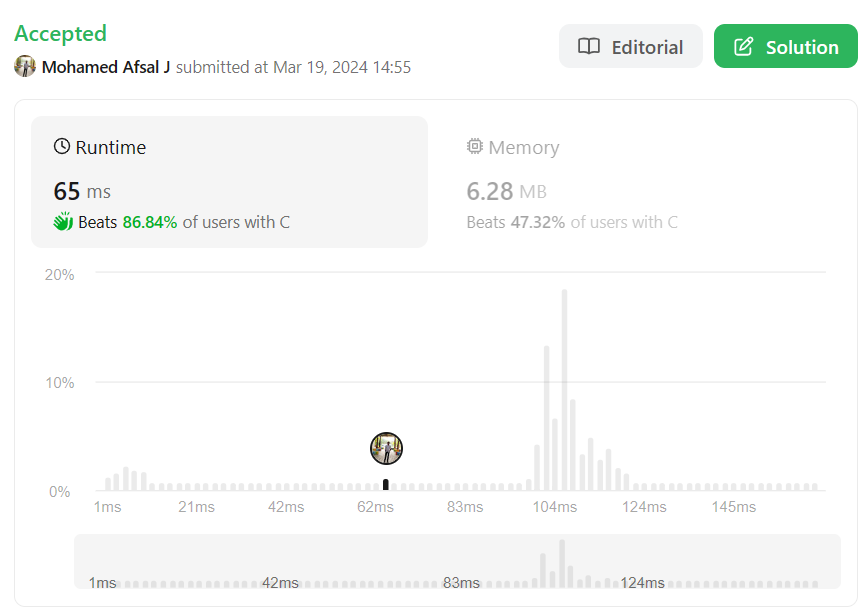 Accepted
Editorial
Solution
Mohamed Afsal J submitted at Mar 19, 2024 14:55
Runtime
65 ms
Beats 86.84% of users with C
Memory
6.28 MB
Beats 47.32% of users with C
20%
10%
0%
1ms 21ms 42ms 62ms 83ms 104ms 124ms 145ms
1ms 42ms 83ms 124ms